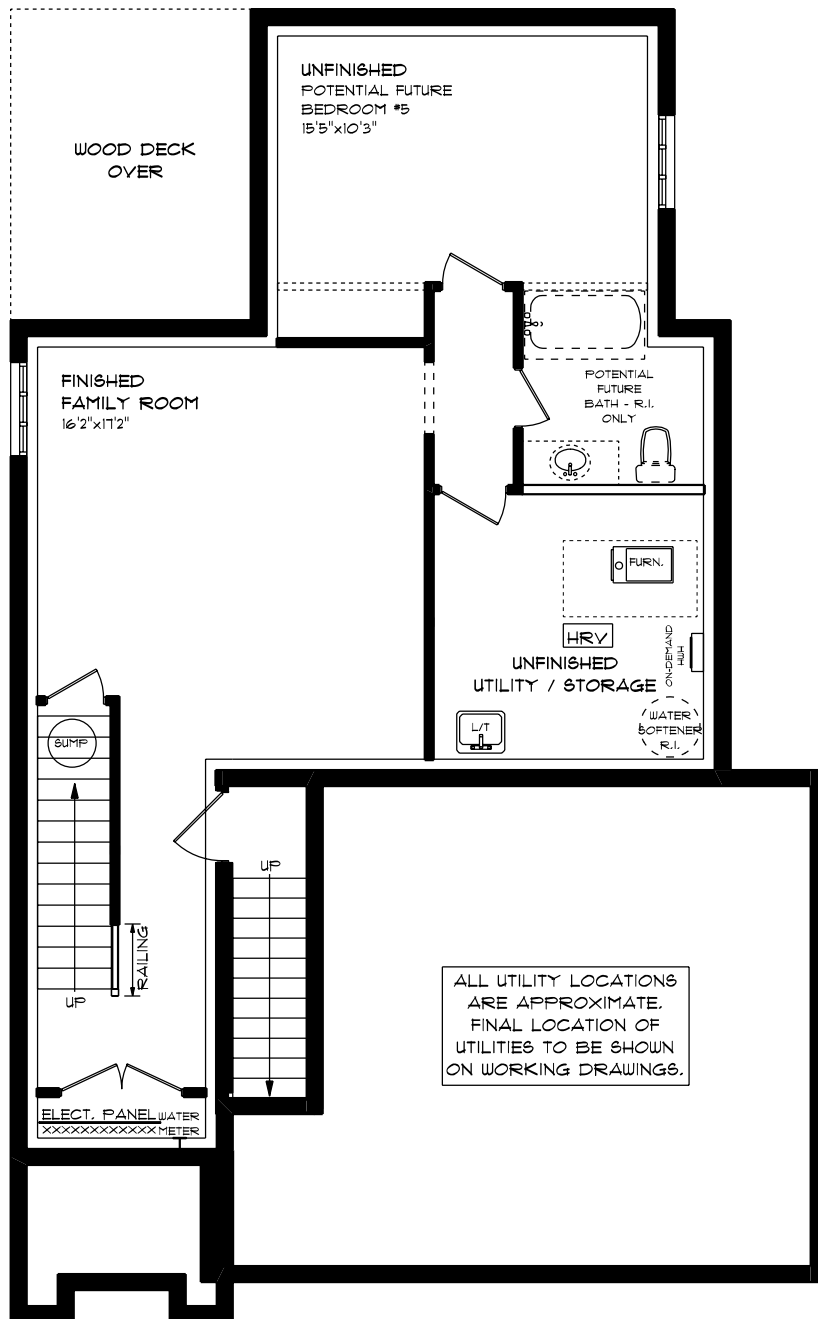 UNFINISHED
POTENTIAL FUTURE
BEDROOM #5
15'5"x10'3"
WOOD DECK
OVER
FINISHED
FAMILY ROOM
16'2"x17'2"
POTENTIAL
FUTURE
BATH - R.I.
ONLY
FURN.
HRV
ON-DEMAND
HWH
UNFINISHED
UTILITY / STORAGE
L/T
WATER
SOFTENER
R.I.
SUMP
UP
RAILING
UP
ALL UTILITY LOCATIONS
ARE APPROXIMATE.
FINAL LOCATION OF
UTILITIES TO BE SHOWN
ON WORKING DRAWINGS.
ELECT. PANEL
XXXXXXXXXXXX
WATER
METER